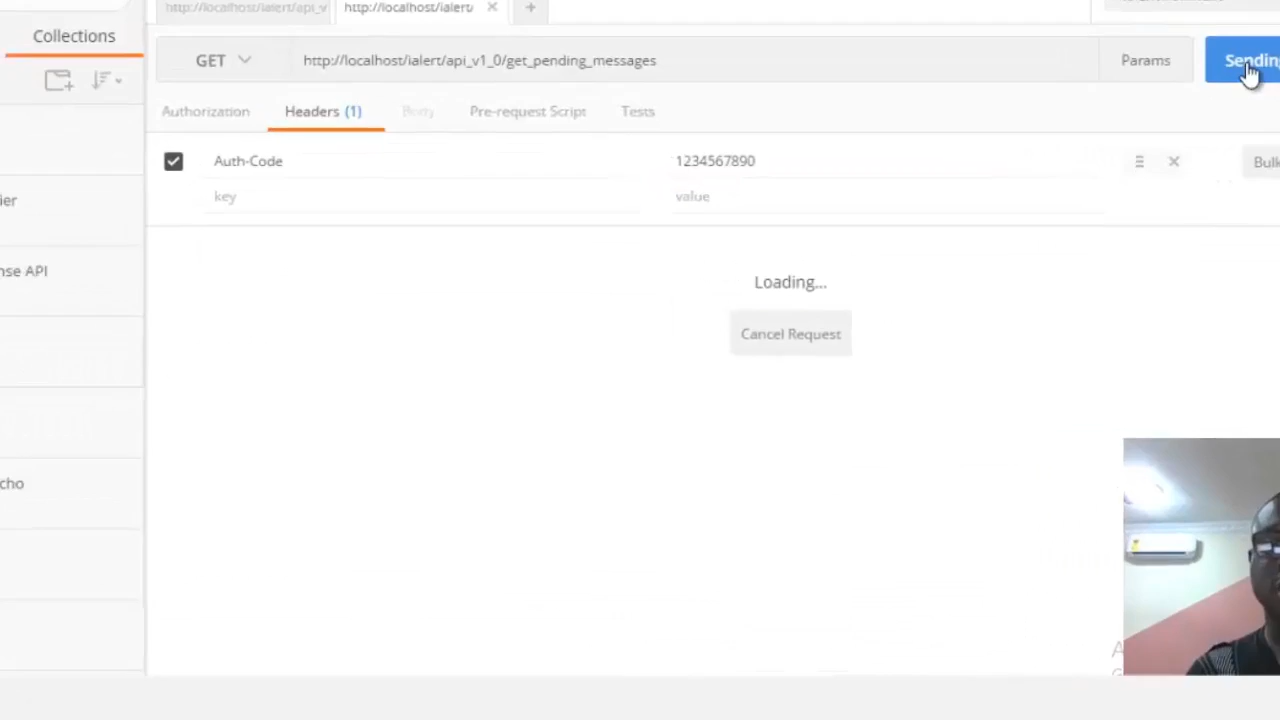 http://localhost/ialert/api_v
http://localhost/ialert/
Collections
GET
http://localhost/ialert/api_v1_0/get_pending_messages
Params
Sending
Authorization
Headers (1)
Body
Pre-request Script
Tests
Auth-Code
1234567890
Bulk
key
value
ier
nse API
Loading...
Cancel Request
cho